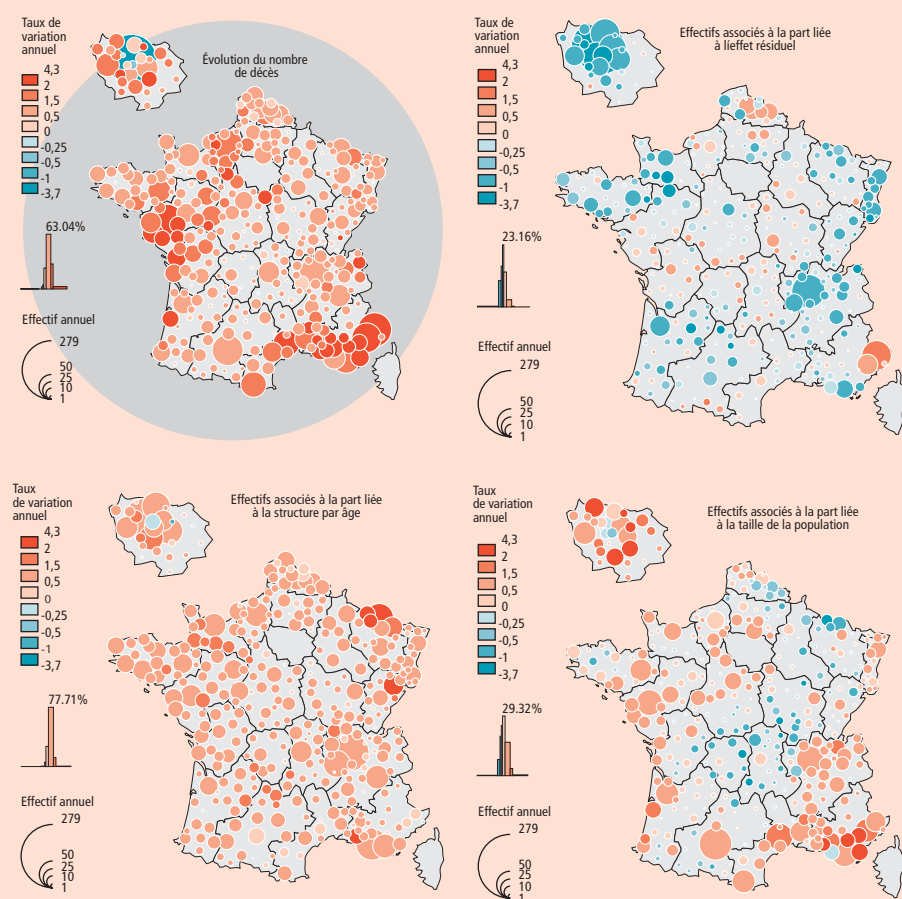 Taux de
variation
annuel
4,3
2
1,5
0,5
0
-0,25
-0,5
-1
-3,7
63.04%
Effectif annuel
279
50
25
10
1
Évolution du nombre
de décès
Taux de
variation
annuel
4,3
2
1,5
0,5
0
-0,25
-0,5
-1
-3,7
23.16%
Effectif annuel
279
50
25
10
1
Effectifs associés à la part liée
à lieffet résiduel
Taux
de variation
annuel
4,3
2
1,5
0,5
0
-0,25
-0,5
-1
-3,7
77.71%
Effectif annuel
279
50
25
10
1
Effectifs associés à la part liée
à la structure par âge
Taux
de variation
annuel
4,3
2
1,5
0,5
0
-0,25
-0,5
-1
-3,7
29.32%
Effectif annuel
279
50
25
10
1
Effectifs associés à la part liée
à la taille de la population